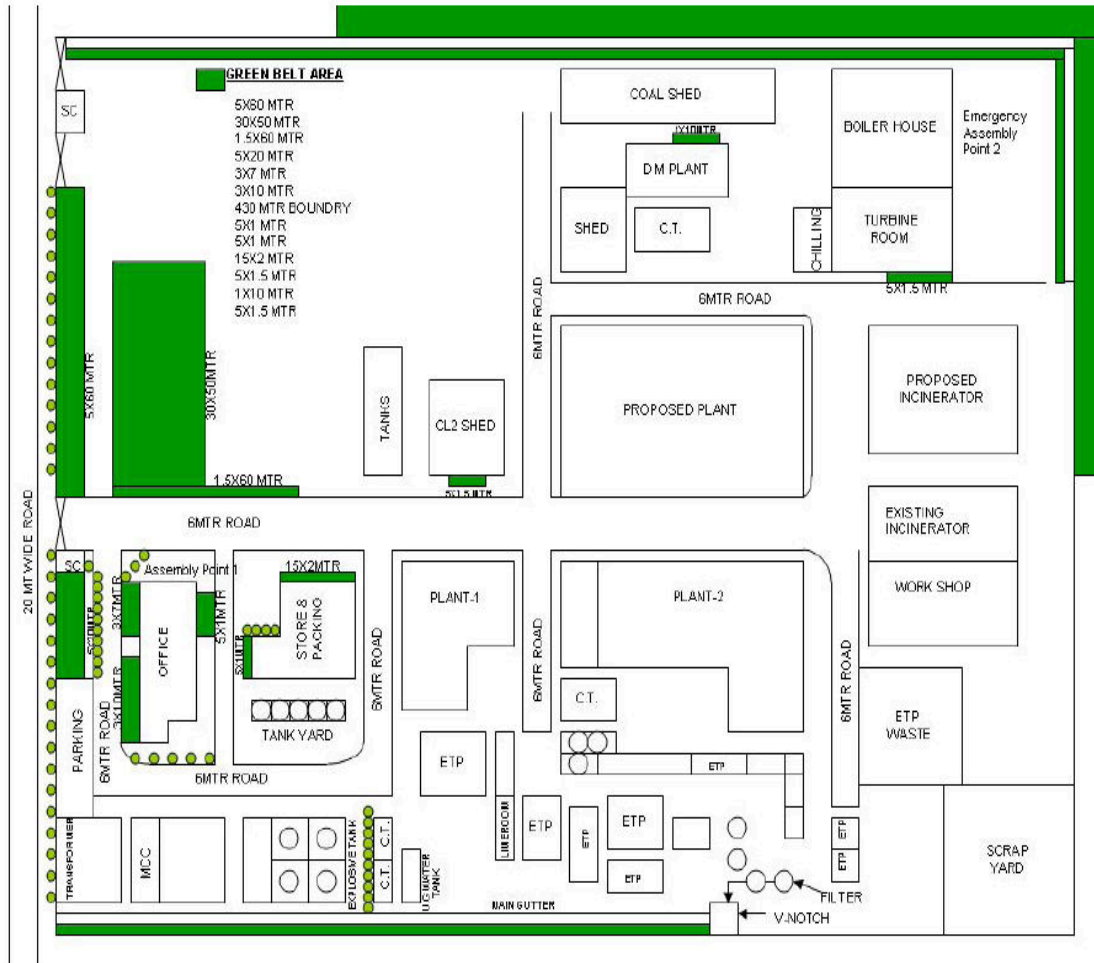 GREEN BELT AREA
5X60 MTR
30X50 MTR
1.5X60 MTR
5X20 MTR
3X7 MTR
3X10 MTR
430 MTR BOUNDRY
5X1 MTR
5X1 MTR
15X2 MTR
5X1.5 MTR
1X10 MTR
5X1.5 MTR
SC
COAL SHED
1X10MTR
DM PLANT
BOILER HOUSE
Emergency
Assembly
Point 2
SHED
C.T.
CHILLING
TURBINE
ROOM
5X1.5 MTR
6MTR ROAD
6MTR ROAD
5X60 MTR
30X50MTR
1.5X60 MTR
TANKS
CL2 SHED
5X1.5MTR
PROPOSED PLANT
PROPOSED
INCINERATOR
20 MT WIDE ROAD
6MTR ROAD
EXISTING
INCINERATOR
WORK SHOP
SC
Assembly Point 1
15X2MTR
3X7MTR
5X1MTR
OFFICE
STORE &
PACKING
5X1MTR
3X10MTR
PLANT-1
PLANT-2
6MTR ROAD
6MTR ROAD
6MTR ROAD
6MTR ROAD
C.T.
TANK YARD
PARKING
6MTR ROAD
ETP
WASTE
ETP
ETP
LIMEROOM
ETP
ETP
ETP
ETP
ETP
ETP
TRANSFORMER
MCC
EXPLOSIVE TANK
C.T.
C.T.
U.G WATER
TANK
SCRAP
YARD
MAIN GUTTER
FILTER
V-NOTCH